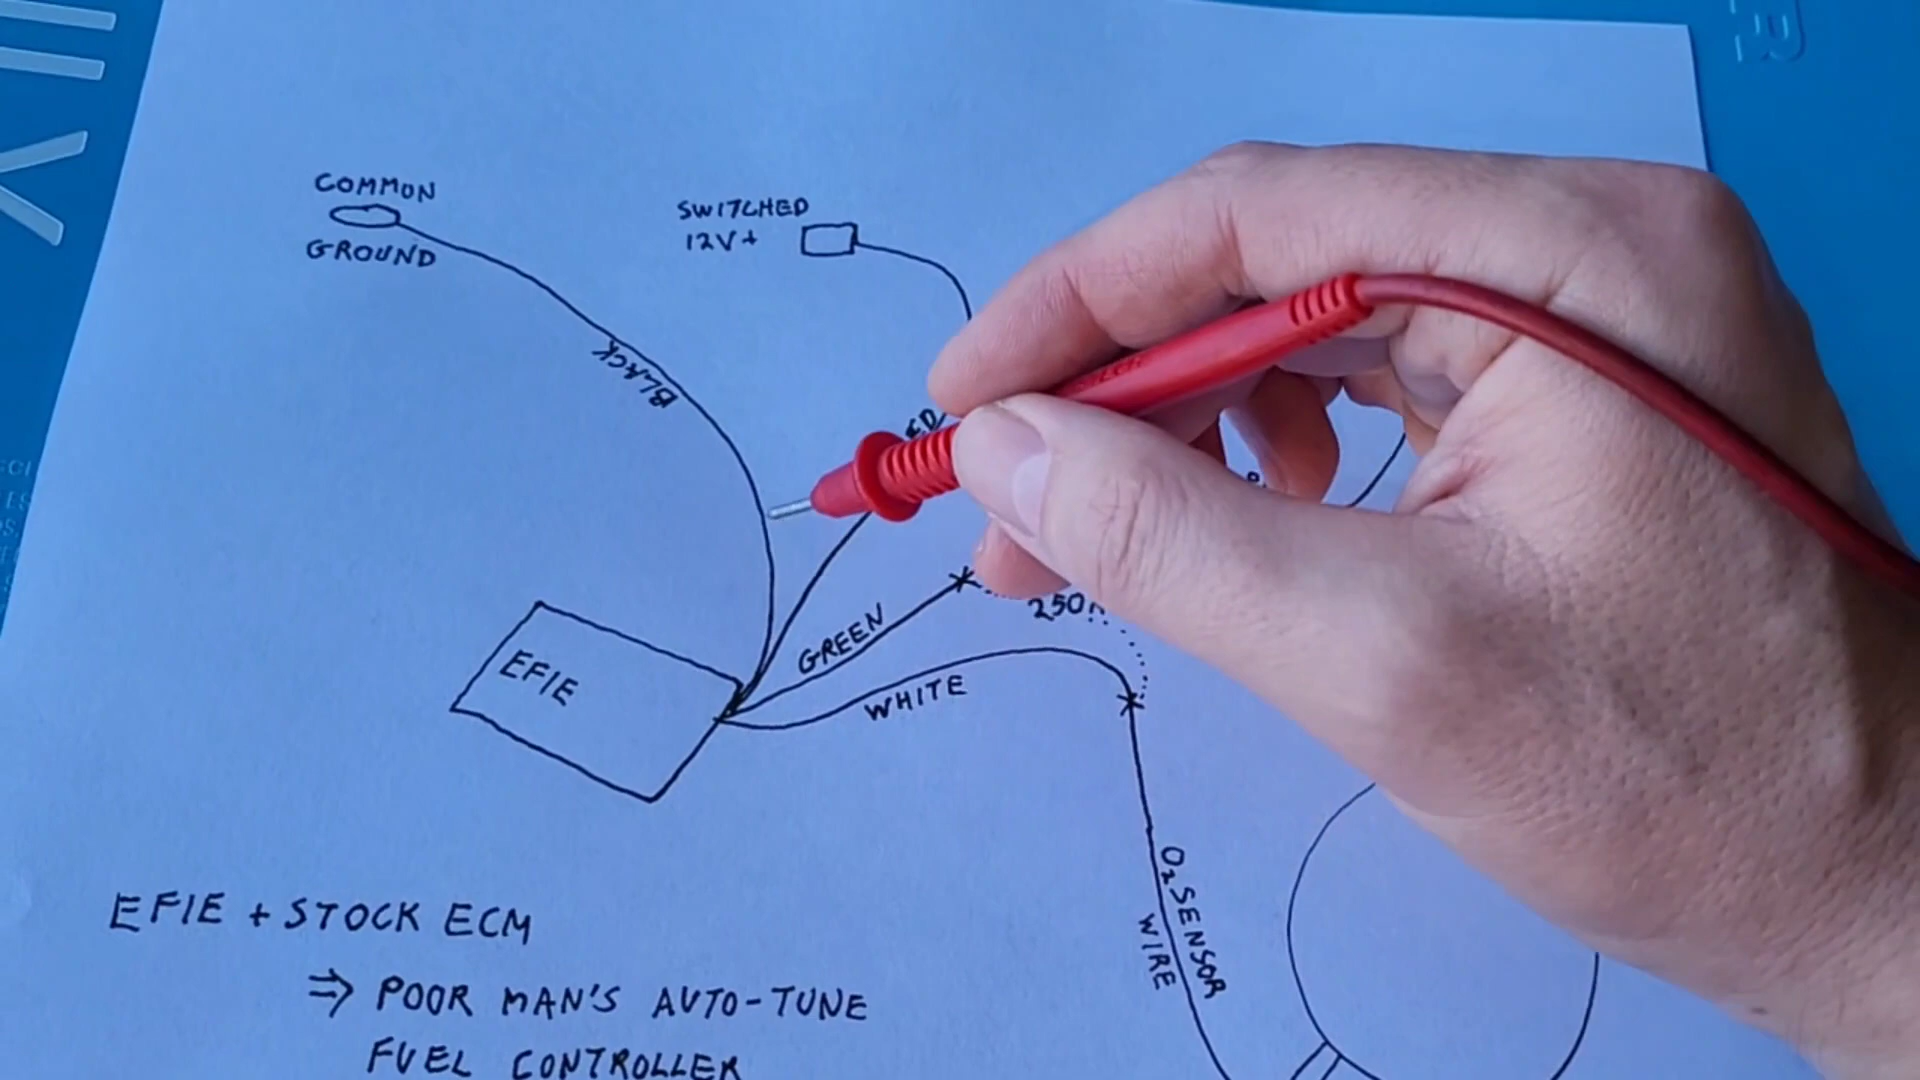 COMMON
GROUND
SWITCHED
12V+
BLACK
GREEN
250
WHITE
EFIE
O₂ SENSOR
WIRE
EFIE + STOCK ECM
⇒ POOR MAN'S AUTO-TUNE
FUEL CONTROLLER